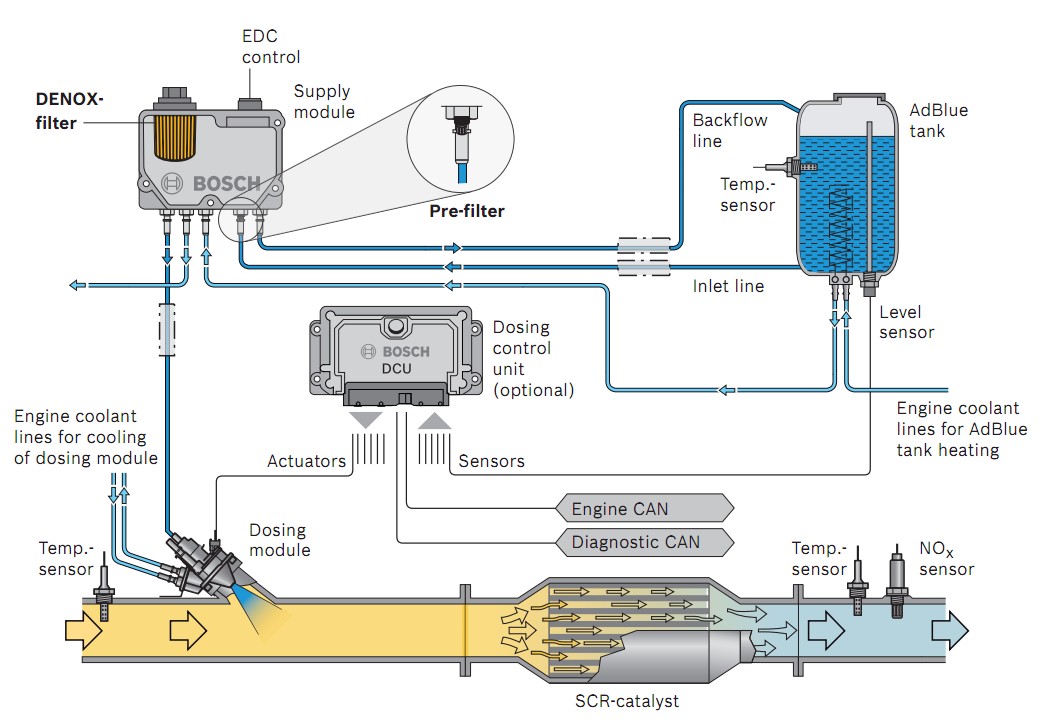 EDC
control
DENOX-
filter
Supply
module
BOSCH
Pre-filter
Backflow
line
AdBlue
tank
Temp.-
sensor
Inlet line
Level
sensor
BOSCH
DCU
Dosing
control
unit
(optional)
Engine coolant
lines for cooling
of dosing module
Engine coolant
lines for AdBlue
tank heating
Actuators
Sensors
Engine CAN
Diagnostic CAN
Temp.-
sensor
Dosing
module
Temp.-
sensor
NOx
sensor
SCR-catalyst